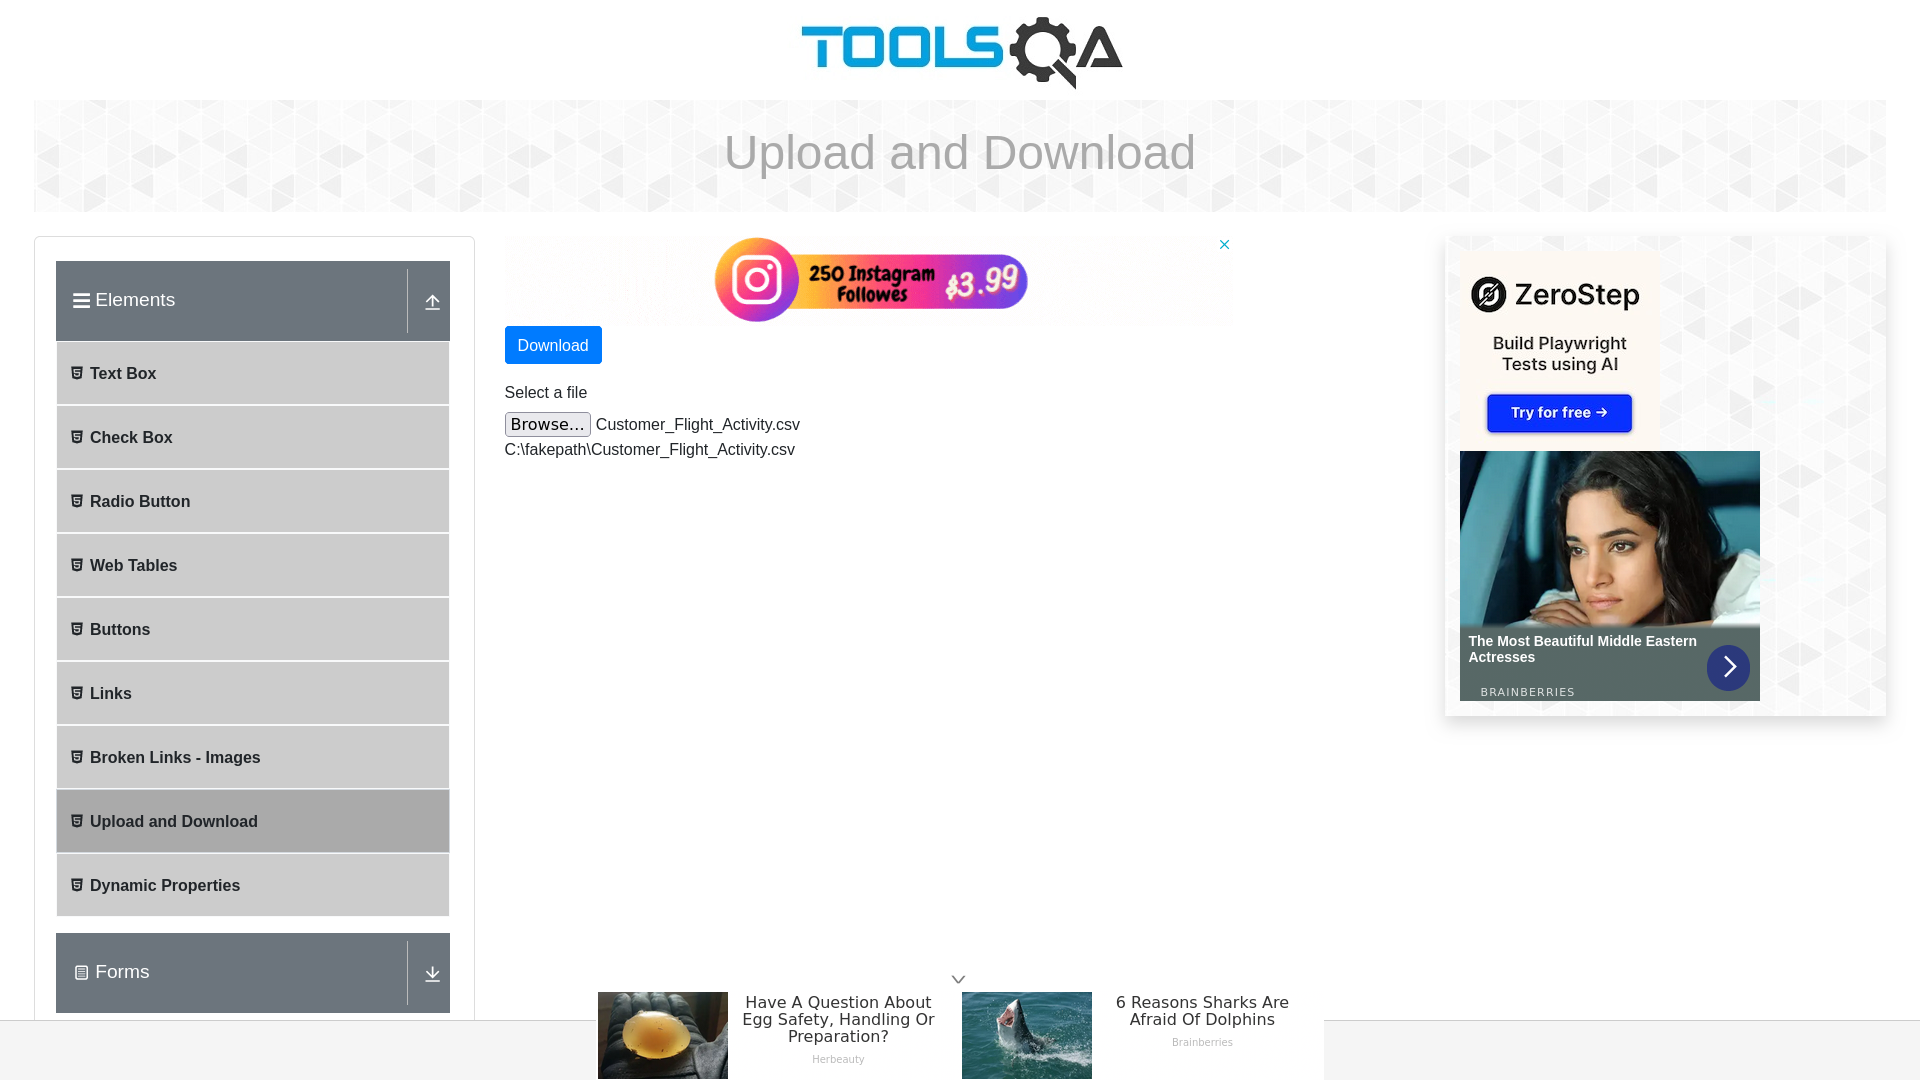 TOOLSQA
Upload and Download
Elements
Text Box
Check Box
Radio Button
Web Tables
Buttons
Links
Broken Links - Images
Upload and Download
Dynamic Properties
Forms
250 Instagram
Followes
$3.99
Download
Select a file
Browse... Customer_Flight_Activity.csv
C:\fakepath\Customer_Flight_Activity.csv
ZeroStep
Build Playwright
Tests using AI
Try for free →
The Most Beautiful Middle Eastern
Actresses
BRAINBERRIES
Have A Question About
Egg Safety, Handling Or
Preparation?
Herbeauty
6 Reasons Sharks Are
Afraid Of Dolphins
Brainberries